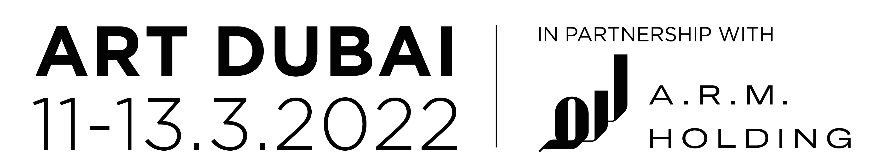 ART DUBAI
11-13.3.2022
IN PARTNERSHIP WITH
A.R.M.
HOLDING